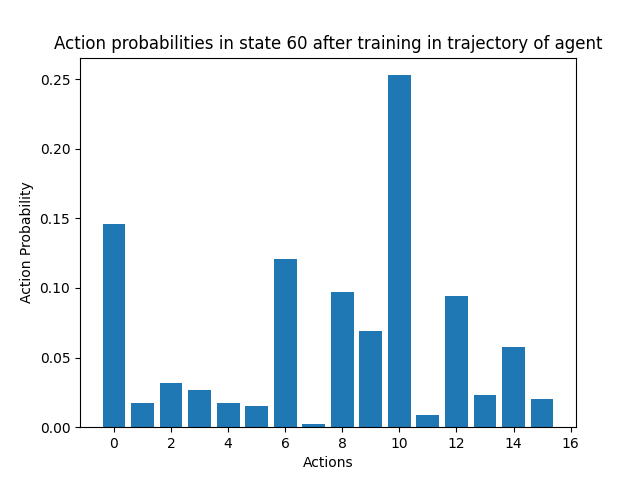 Action probabilities in state 60 after training in trajectory of agent
0.25
0.20
0.15
0.10
0.05
0.00
Action Probability
0 2 4 6 8 10 12 14 16
Actions